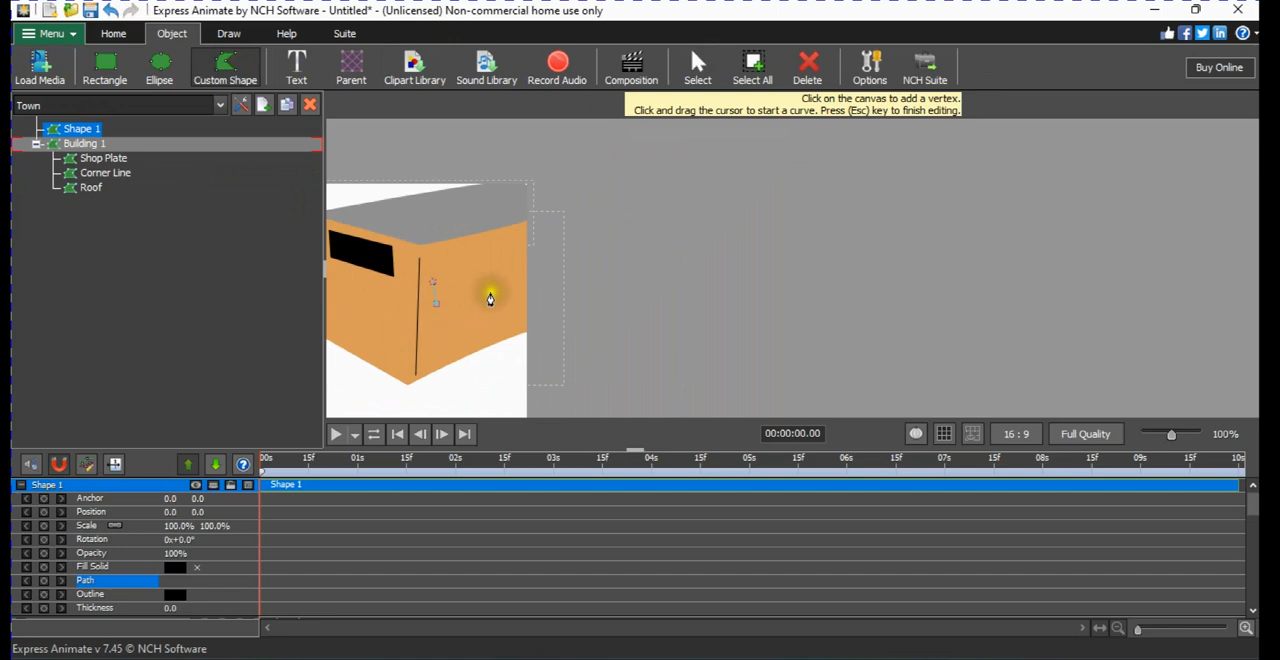 Express Animate by NCH Software - Untitled* - (Unlicensed) Non-commercial home use only
Menu Home Object Draw Help Suite
Load Media Rectangle Ellipse Custom Shape Text Parent Clipart Library Sound Library Record Audio Composition Select Select All Delete Options NCH Suite Buy Online
Town
Click on the canvas to add a vertex.
Click and drag the cursor to start a curve. Press (Esc) key to finish editing.
Shape 1
Building 1
Shop Plate
Corner Line
Roof
00:00:00.00 16 : 9 Full Quality 100%
00s 15f 01s 15f 02s 15f 03s 15f 04s 15f 05s 15f 06s 15f 07s 15f 08s 15f 09s 15f 10s
Shape 1 Shape 1
Anchor 0.0 0.0
Position 0.0 0.0
Scale 100.0% 100.0%
Rotation 0x+0.0°
Opacity 100%
Fill Solid
Path
Outline
Thickness 0.0
Express Animate v 7.45 © NCH Software